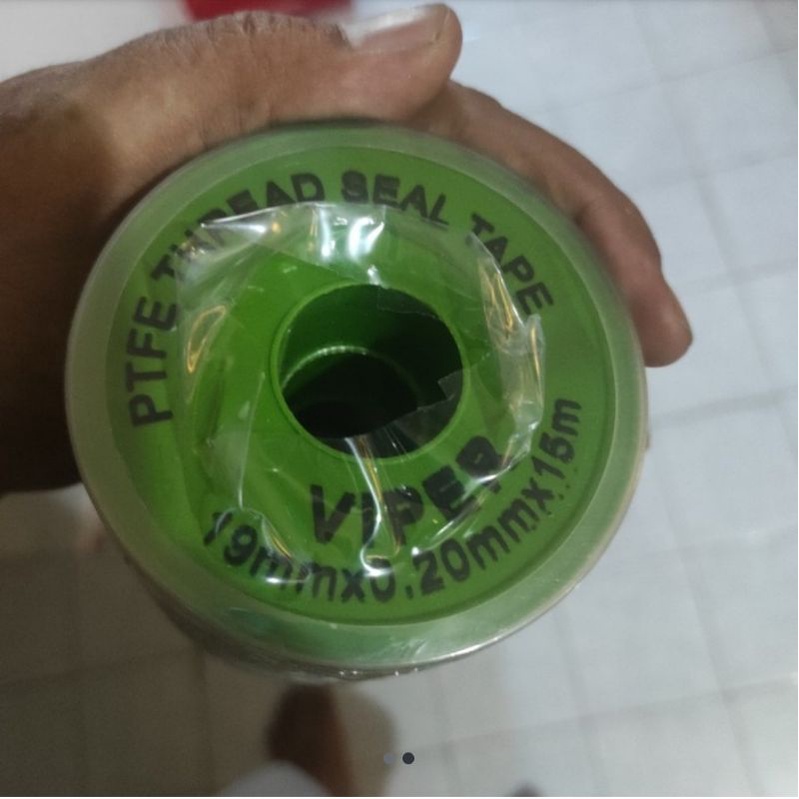 PTFE THREAD SEAL TAPE
VIPER
19mmx0.20mmx15m